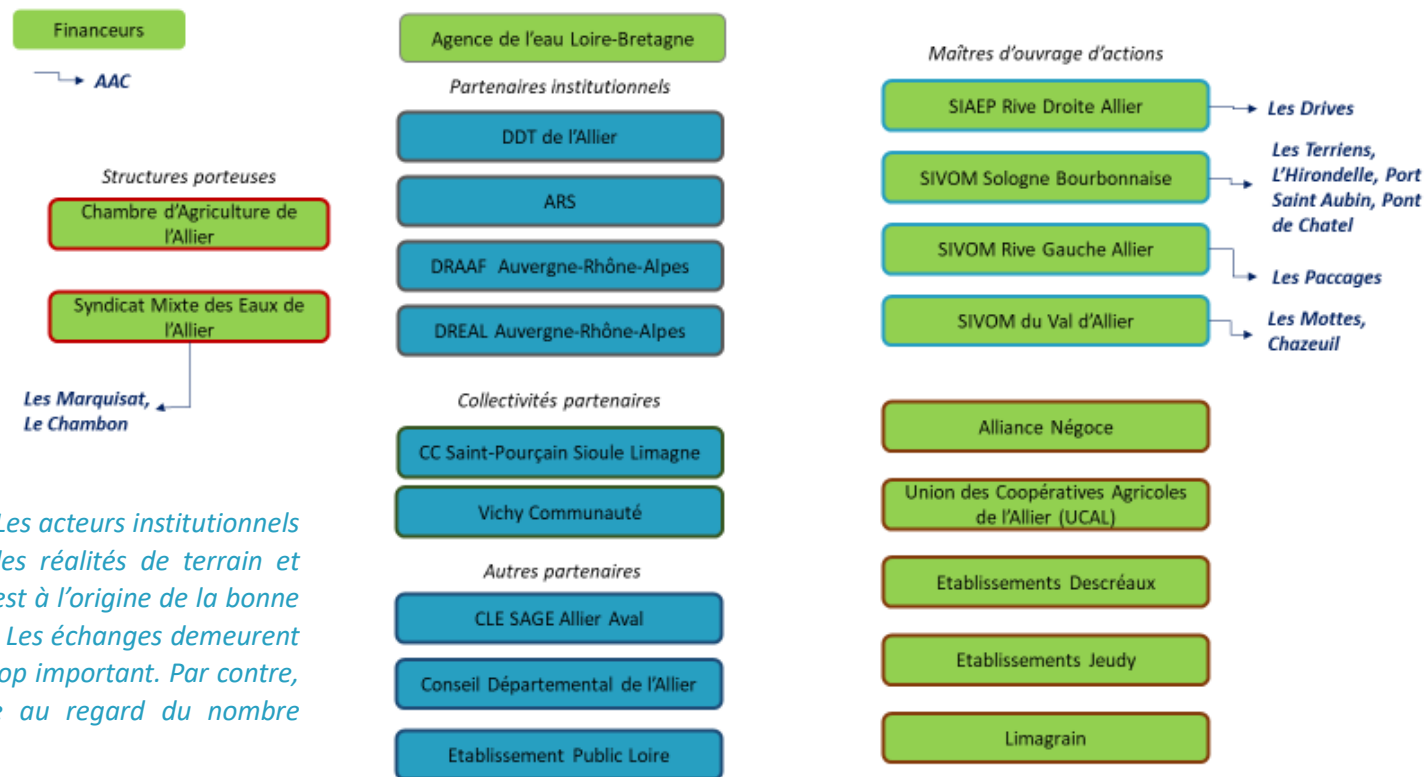 Financeurs
AAC
Structures porteuses
Chambre d'Agriculture de
l'Allier
Syndicat Mixte des Eaux de
l'Allier
Les Marquisat,
Le Chambon
Les acteurs institutionnels
les réalités de terrain et
est à l'origine de la bonne
Les échanges demeurent
op important. Par contre,
e au regard du nombre
Agence de l'eau Loire-Bretagne
Partenaires institutionnels
DDT de l'Allier
ARS
DRAAF Auvergne-Rhône-Alpes
DREAL Auvergne-Rhône-Alpes
Collectivités partenaires
CC Saint-Pourçain Sioule Limagne
Vichy Communauté
Autres partenaires
CLE SAGE Allier Aval
Conseil Départemental de l'Allier
Etablissement Public Loire
Maîtres d'ouvrage d'actions
SIAEP Rive Droite Allier
Les Drives
SIVOM Sologne Bourbonnaise
Les Terriens,
L'Hirondelle, Port
Saint Aubin, Pont
de Chatel
SIVOM Rive Gauche Allier
Les Paccages
SIVOM du Val d'Allier
Les Mottes,
Chazeuil
Alliance Négoce
Union des Coopératives Agricoles
de l'Allier (UCAL)
Etablissements Descréaux
Etablissements Jeudy
Limagrain